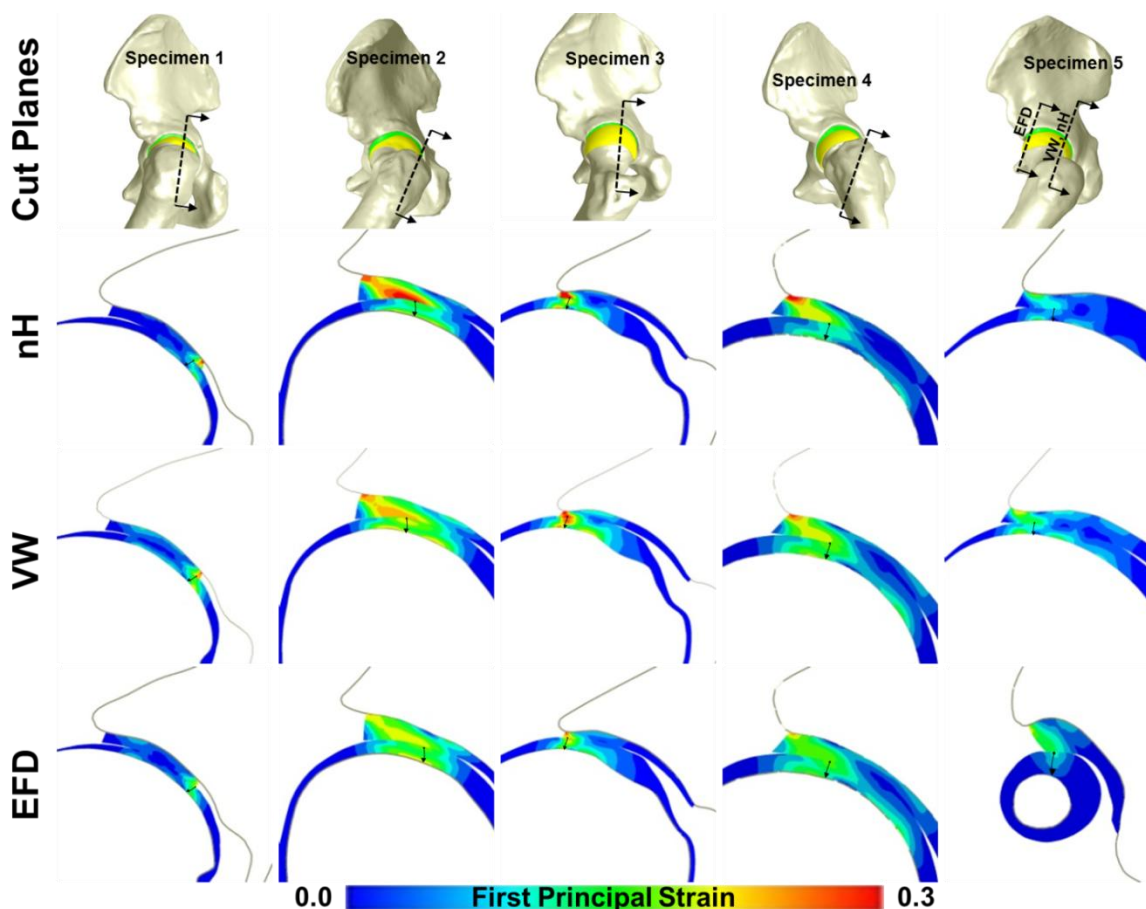 Cut Planes
Specimen 1
Specimen 2
Specimen 3
Specimen 4
Specimen 5
EFD
VW, nH
nH
VW
EFD
0.0
First Principal Strain
0.3